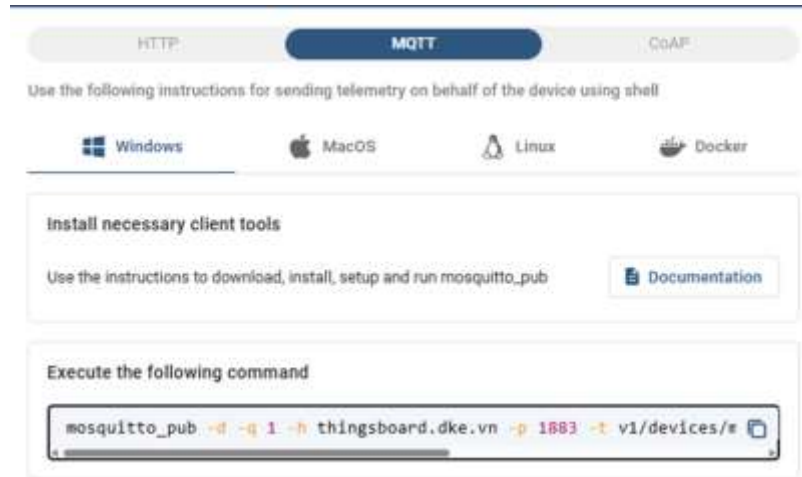 HTTP MQTT CoAP
Use the following instructions for sending telemetry on behalf of the device using shell
Windows MacOS Linux Docker
Install necessary client tools
Use the instructions to download, install, setup and run mosquitto_pub Documentation
Execute the following command
mosquitto_pub -d -q 1 -h thingsboard.dke.vn -p 1883 -t v1/devices/m